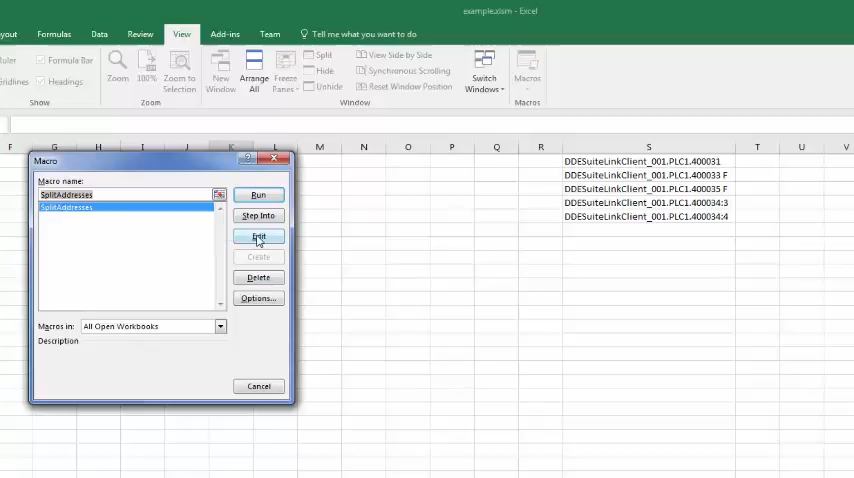 example.xlsm - Excel
yout Formulas Data Review View Add-ins Team Tell me what you want to do
Ruler Formula Bar
Gridlines Headings
Show
Zoom 100% Zoom to Selection
Zoom
New Window Arrange All Freeze Panes
Split
Hide
Unhide
View Side by Side
Synchronous Scrolling
Reset Window Position
Window
Switch Windows
Macros
Macros
F G H I J K L M N O P Q R S T U V
DDESuiteLinkClient_001.PLC1.400031
DDESuiteLinkClient_001.PLC1.400033 F
DDESuiteLinkClient_001.PLC1.400035 F
DDESuiteLinkClient_001.PLC1.400034:3
DDESuiteLinkClient_001.PLC1.400034:4
Macro
?
Macro name:
SplitAddresses
SplitAddresses
Run
Step Into
Edit
Create
Delete
Options...
Macros in: All Open Workbooks
Description
Cancel